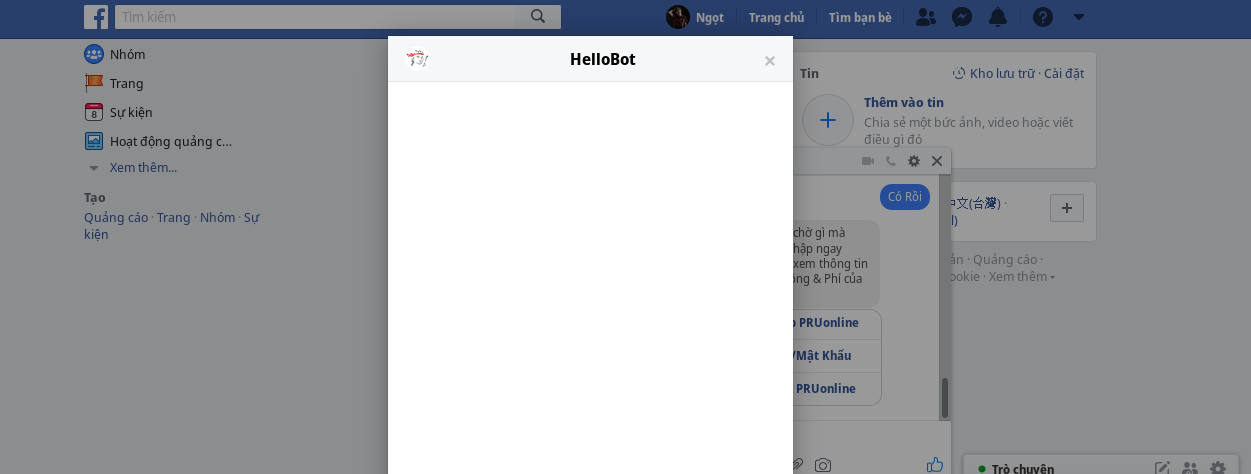 Tìm kiếm
Ngọt
Trang chủ
Tìm bạn bè
Nhóm
Trang
8
Sự kiện
Hoạt động quảng c...
Xem thêm...
Tạo
Quảng cáo · Trang · Nhóm · Sự
kiện
HelloBot
×
Tin
Kho lưu trữ · Cài đặt
Thêm vào tin
Chia sẻ một bức ảnh, video hoặc viết
điều gì đó
Có Rồi
chờ gì mà
hập ngay
xem thông tin
& Phí của
PRUonline
/Mật Khẩu
PRUonline
中文(台灣) ·
Quảng cáo ·
ookie · Xem thêm
Trò chuyện